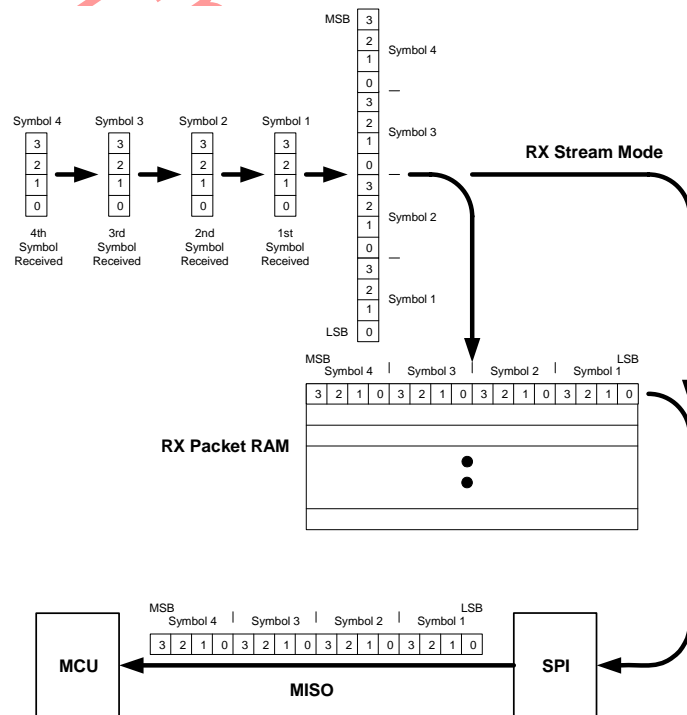 MSB
3
2
1
0
Symbol 4
3
2
1
0
Symbol 3
3
2
1
0
Symbol 2
3
2
1
0
Symbol 1
LSB
Symbol 4 Symbol 3 Symbol 2 Symbol 1
3 3 3 3
2 2 2 2
1 1 1 1
0 0 0 0
4th Symbol Received
3rd Symbol Received
2nd Symbol Received
1st Symbol Received
RX Stream Mode
MSB LSB
Symbol 4 | Symbol 3 | Symbol 2 | Symbol 1
3 2 1 0 3 2 1 0 3 2 1 0 3 2 1 0
RX Packet RAM
MSB LSB
Symbol 4 | Symbol 3 | Symbol 2 | Symbol 1
3 2 1 0 3 2 1 0 3 2 1 0 3 2 1 0
MCU
MISO
SPI